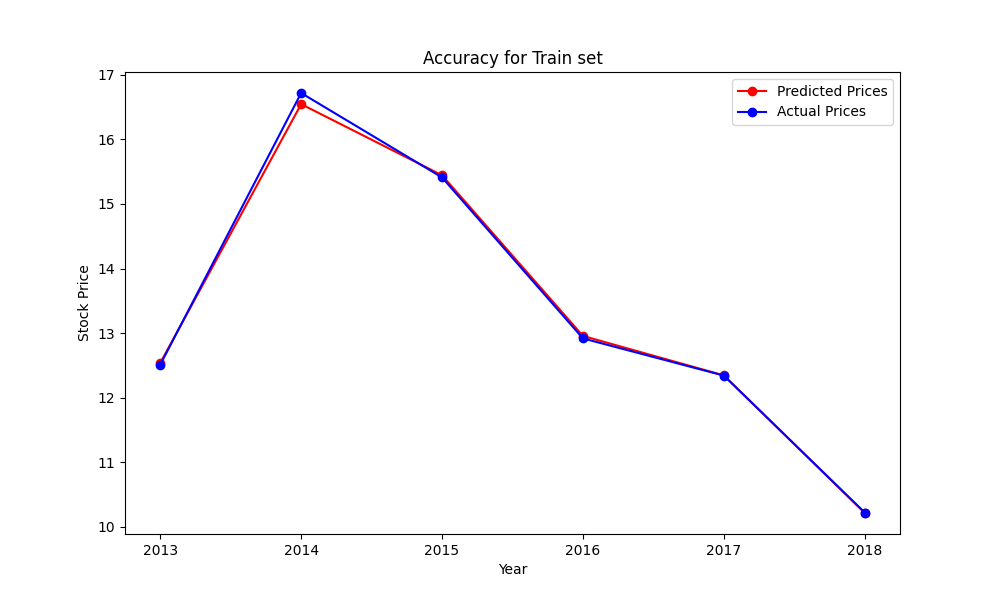 Accuracy for Train set
17
16
15
14
13
12
11
10
Stock Price
Predicted Prices
Actual Prices
2013 2014 2015 2016 2017 2018
Year